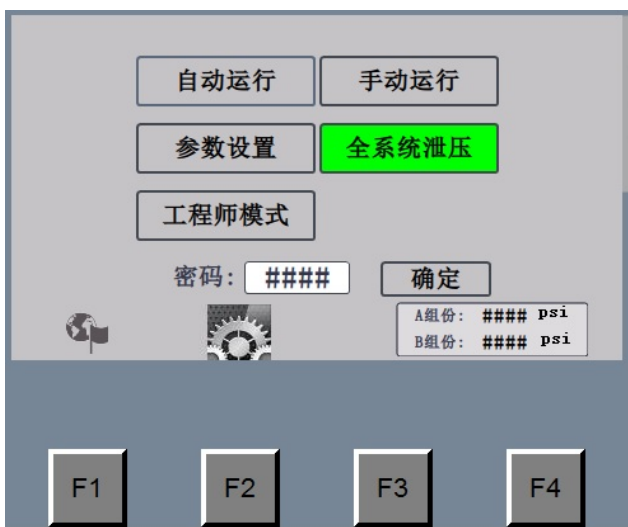 自动运行 手动运行
参数设置 全系统泄压
工程师模式
密码: #### 确定
A组份: #### psi
B组份: #### psi
F1 F2 F3 F4